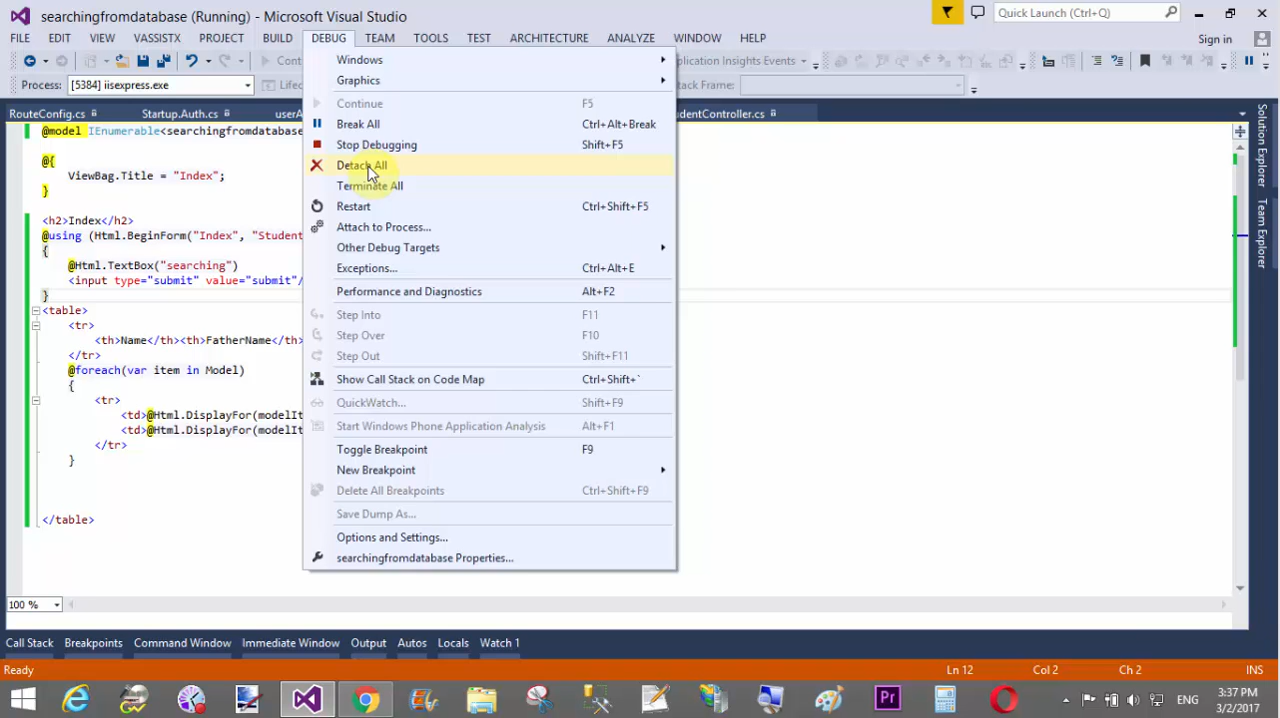 searchingfromdatabase (Running) - Microsoft Visual Studio
Quick Launch (Ctrl+Q)
FILE EDIT VIEW VASSISTX PROJECT BUILD DEBUG TEAM TOOLS TEST ARCHITECTURE ANALYZE WINDOW HELP
Sign in
Application Insights Events
Process: [5384] iisexpress.exe
Stack Frame:
RouteConfig.cs Startup.Auth.cs
Windows
Graphics
Continue F5
Break All Ctrl+Alt+Break
Stop Debugging Shift+F5
Detach All
Terminate All
Restart Ctrl+Shift+F5
Attach to Process...
Other Debug Targets
Exceptions... Ctrl+Alt+E
Performance and Diagnostics Alt+F2
Step Into F11
Step Over F10
Step Out Shift+F11
Show Call Stack on Code Map Ctrl+Shift+`
QuickWatch... Shift+F9
Start Windows Phone Application Analysis Alt+F1
Toggle Breakpoint F9
New Breakpoint
Delete All Breakpoints Ctrl+Shift+F9
Save Dump As...
Options and Settings...
searchingfromdatabase Properties...
@model IEnumerable<searchingfromdatabase
@{
ViewBag.Title = "Index";
}
<h2>Index</h2>
@using (Html.BeginForm("Index", "Student
{
@Html.TextBox("searching")
<input type="submit" value="submit"/
}
<table>
<tr>
<th>Name</th><th>FatherName</th>
</tr>
@foreach(var item in Model)
{
<tr>
<td>@Html.DisplayFor(modelIt
<td>@Html.DisplayFor(modelIt
</tr>
}
</table>
Solution Explorer
Team Explorer
100 %
Call Stack Breakpoints Command Window Immediate Window Output Autos Locals Watch 1
Ready Ln 12 Col 2 Ch 2 INS
Pr
ENG
3:37 PM
3/2/2017